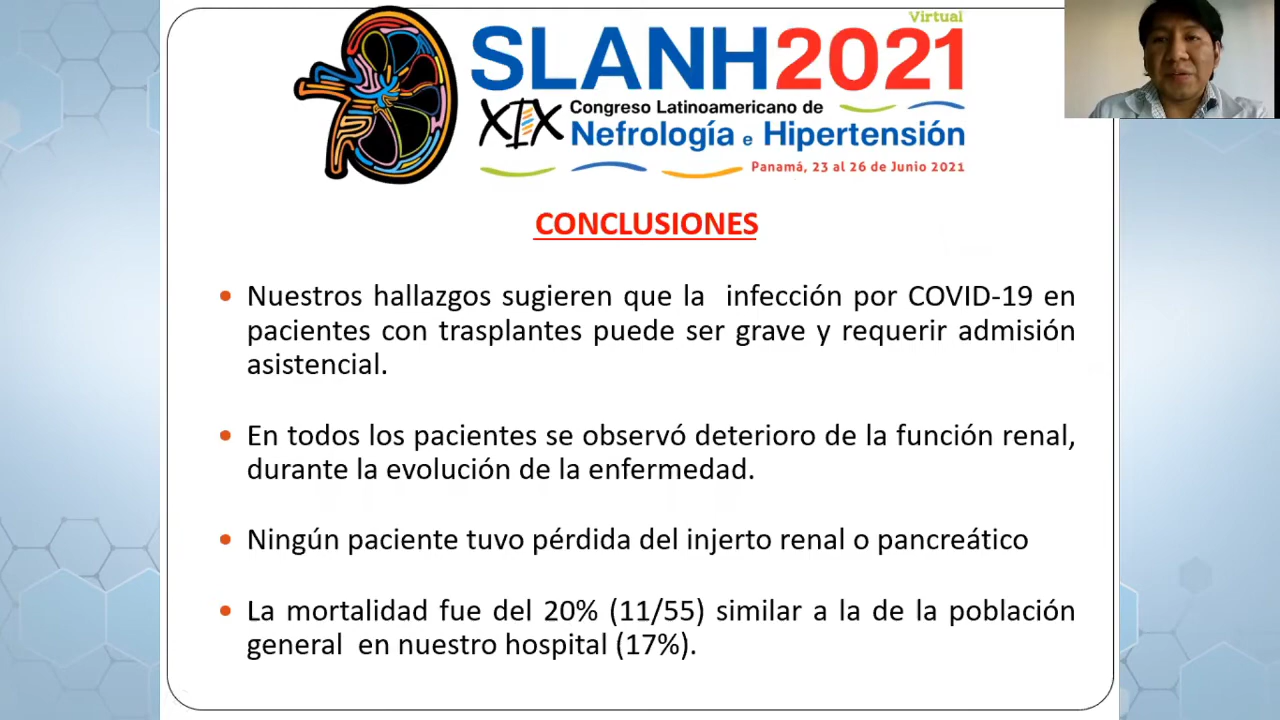 Virtual
SLANH2021
XIX
Congreso Latinoamericano de
Nefrología e Hipertensión
Panamá, 23 al 26 de Junio 2021
CONCLUSIONES
• Nuestros hallazgos sugieren que la infección por COVID-19 en
pacientes con trasplantes puede ser grave y requerir admisión
asistencial.
• En todos los pacientes se observó deterioro de la función renal,
durante la evolución de la enfermedad.
• Ningún paciente tuvo pérdida del injerto renal o pancreático
• La mortalidad fue del 20% (11/55) similar a la de la población
general en nuestro hospital (17%).